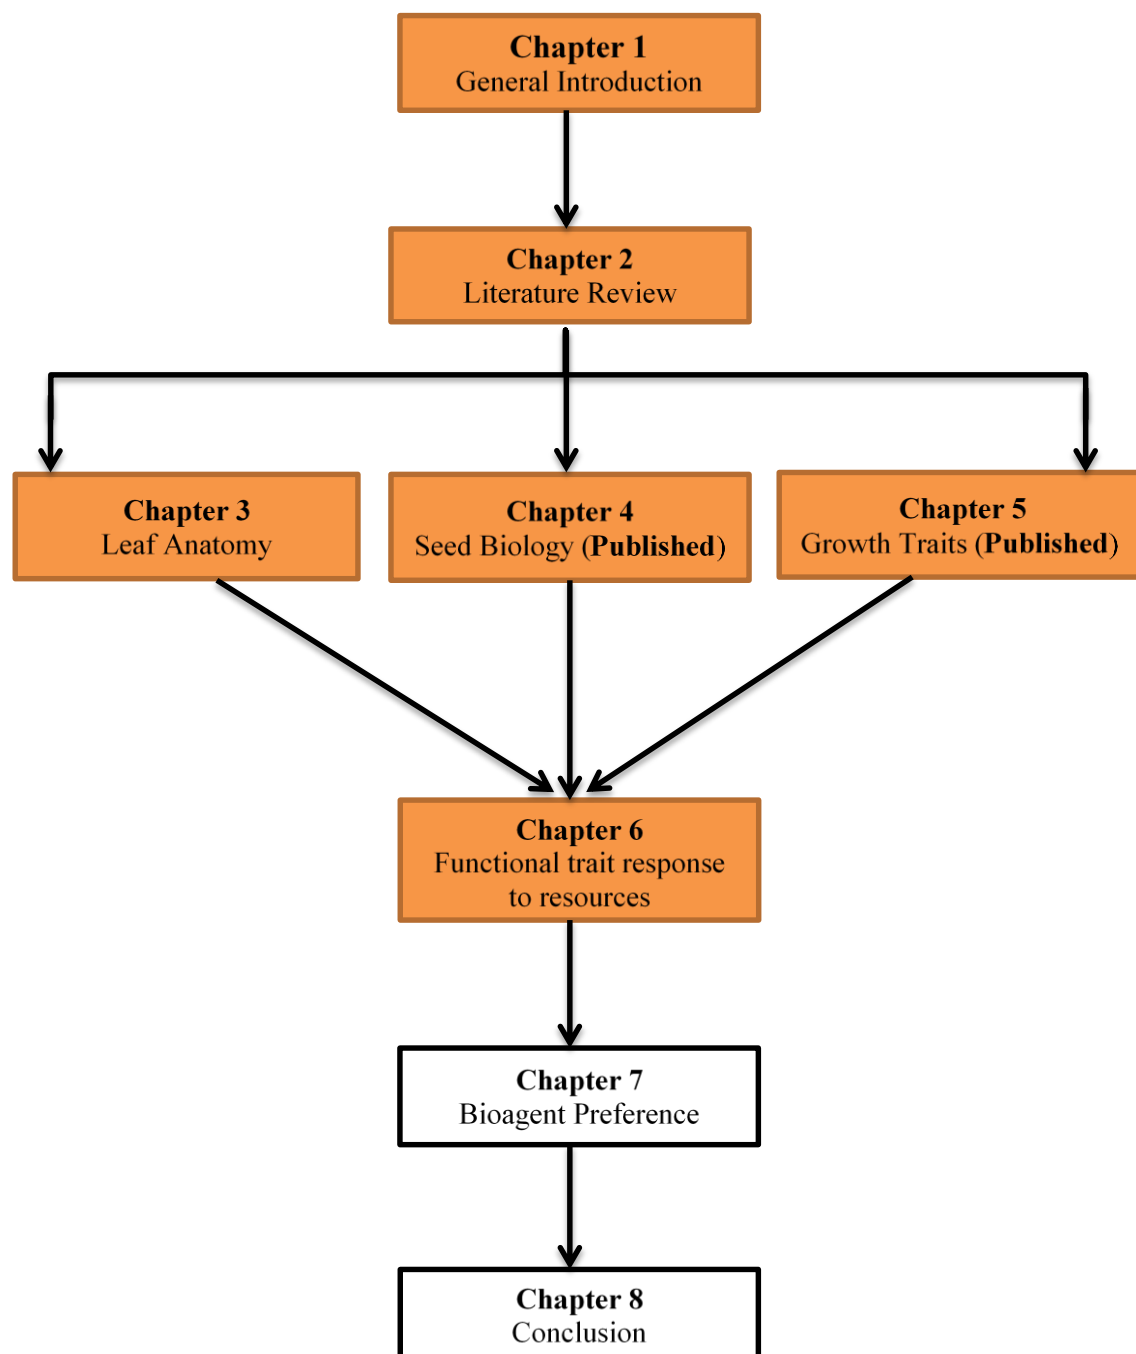 Chapter 1
General Introduction
Chapter 2
Literature Review
Chapter 3
Leaf Anatomy
Chapter 4
Seed Biology (Published)
Chapter 5
Growth Traits (Published)
Chapter 6
Functional trait response
to resources
Chapter 7
Bioagent Preference
Chapter 8
Conclusion